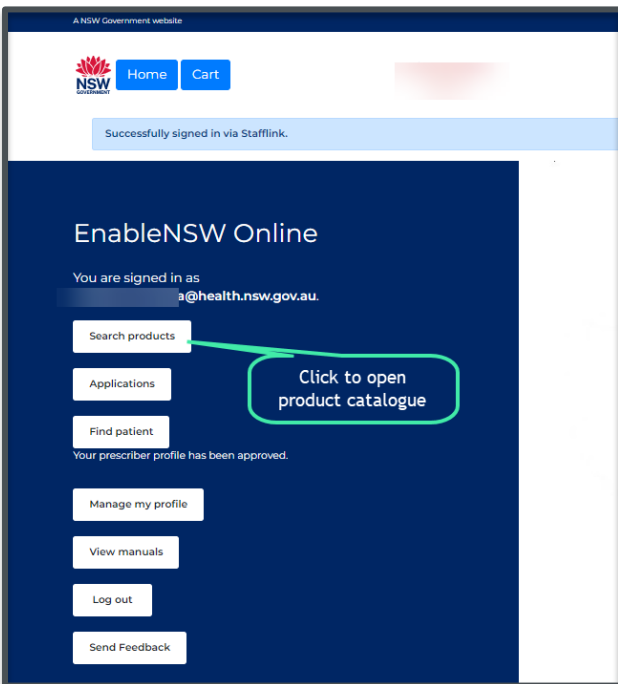 A NSW Government website
NSW
GOVERNMENT
Home
Cart
Successfully signed in via Stafflink.
EnableNSW Online
You are signed in as
a@health.nsw.gov.au.
Search products
Click to open
product catalogue
Applications
Find patient
Your prescriber profile has been approved.
Manage my profile
View manuals
Log out
Send Feedback